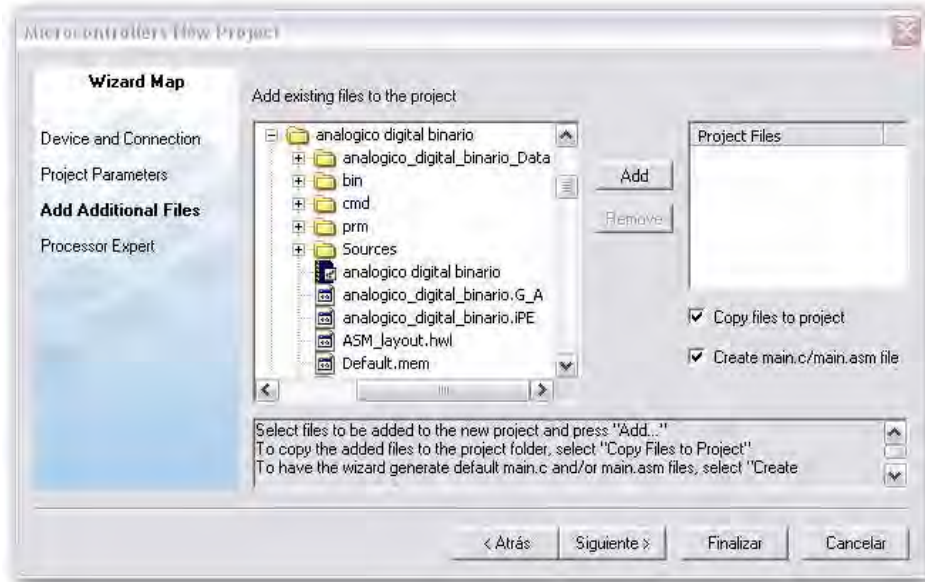 Microcontrollers New Project
Wizard Map
Device and Connection
Project Parameters
Add Additional Files
Processor Expert
Add existing files to the project
analogico digital binario
analogico_digital_binario_Data
bin
cmd
prm
Sources
analogico digital binario
analogico_digital_binario.G_A
analogico_digital_binario.iPE
ASM_layout.hwl
Default.mem
Add
Remove
Project Files
Copy files to project
Create main.c/main.asm file
Select files to be added to the new project and press "Add..."
To copy the added files to the project folder, select "Copy Files to Project"
To have the wizard generate default main.c and/or main.asm files, select "Create
< Atrás
Siguiente >
Finalizar
Cancelar